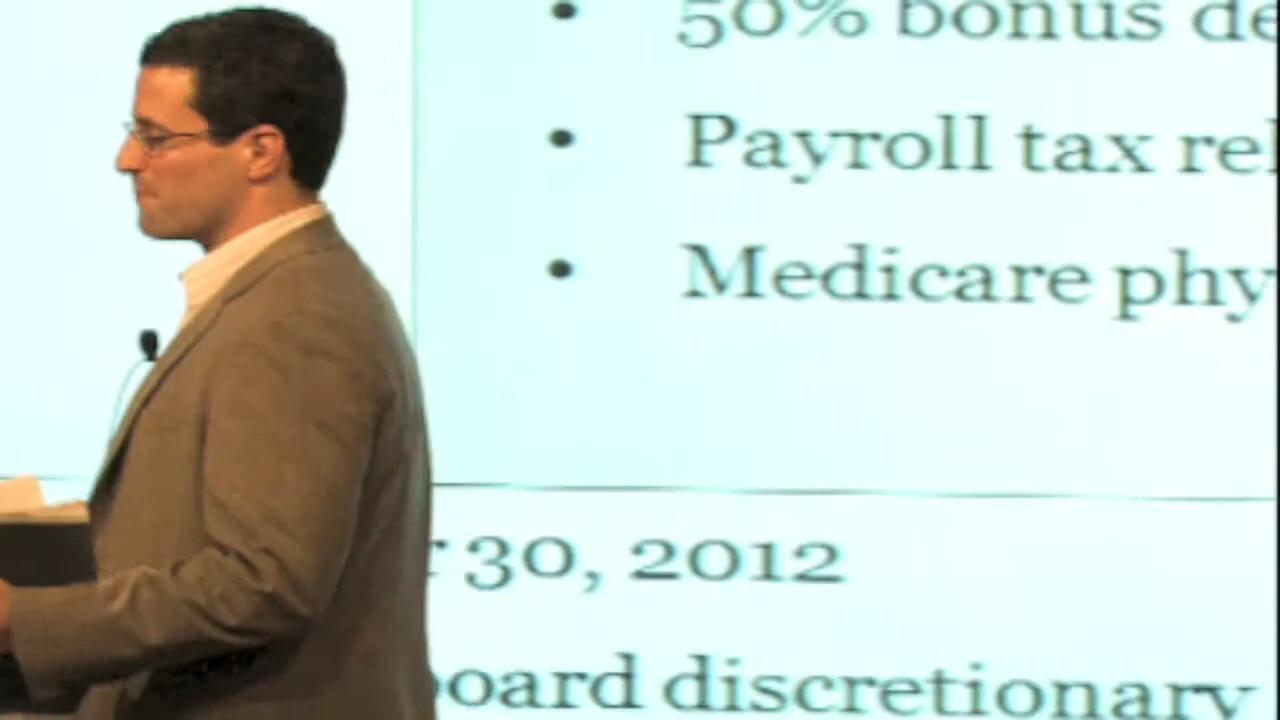 • 50% bonus de
• Payroll tax rel
• Medicare phy
r 30, 2012
board discretionary